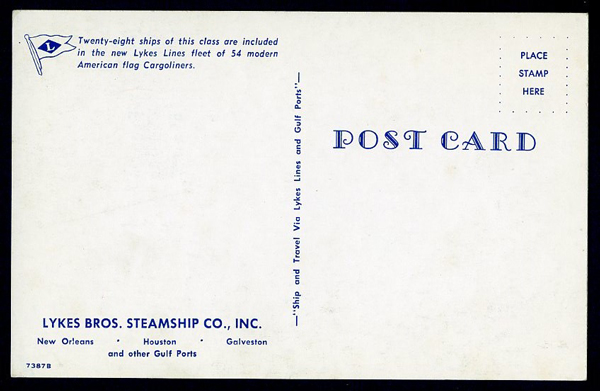 L
Twenty-eight ships of this class are included
in the new Lykes Lines fleet of 54 modern
American flag Cargoliners.
PLACE
STAMP
HERE
POST CARD
—"Ship and Travel Via Lykes Lines and Gulf Ports"—
LYKES BROS. STEAMSHIP CO., INC.
New Orleans • Houston • Galveston
and other Gulf Ports
7387B